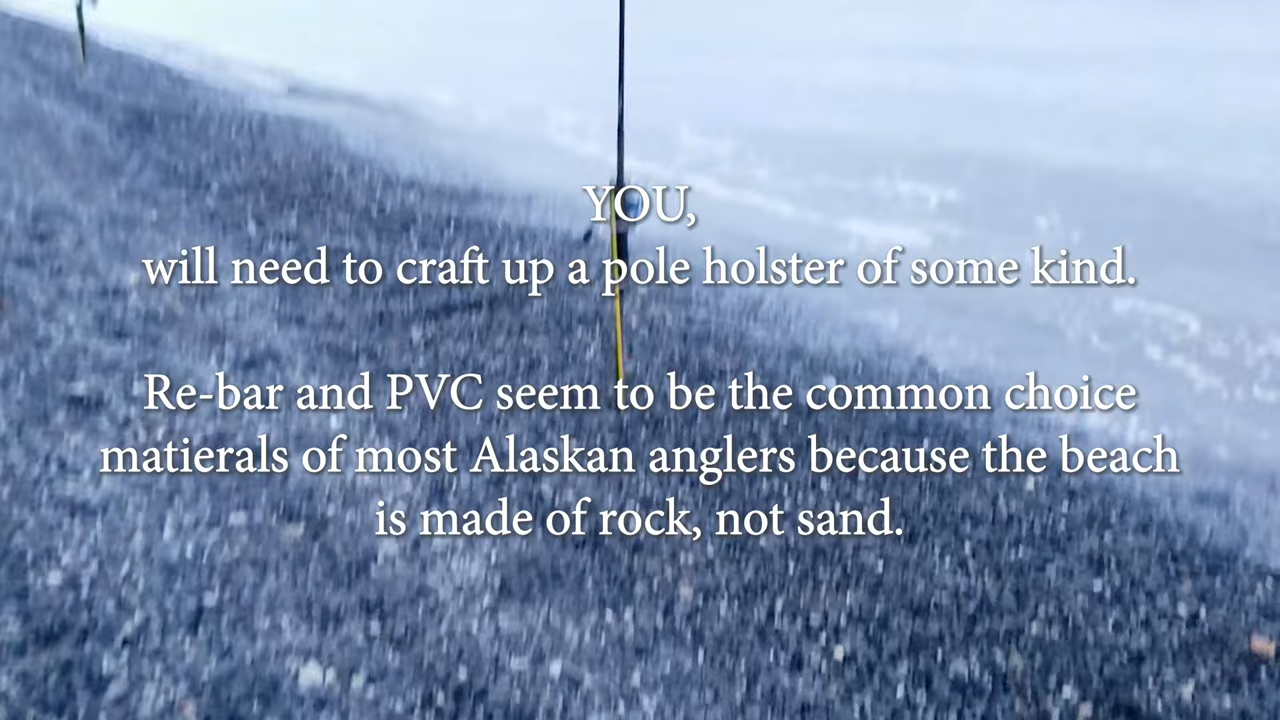 YOU,
will need to craft up a pole holster of some kind.
Re-bar and PVC seem to be the common choice
matierals of most Alaskan anglers because the beach
is made of rock, not sand.